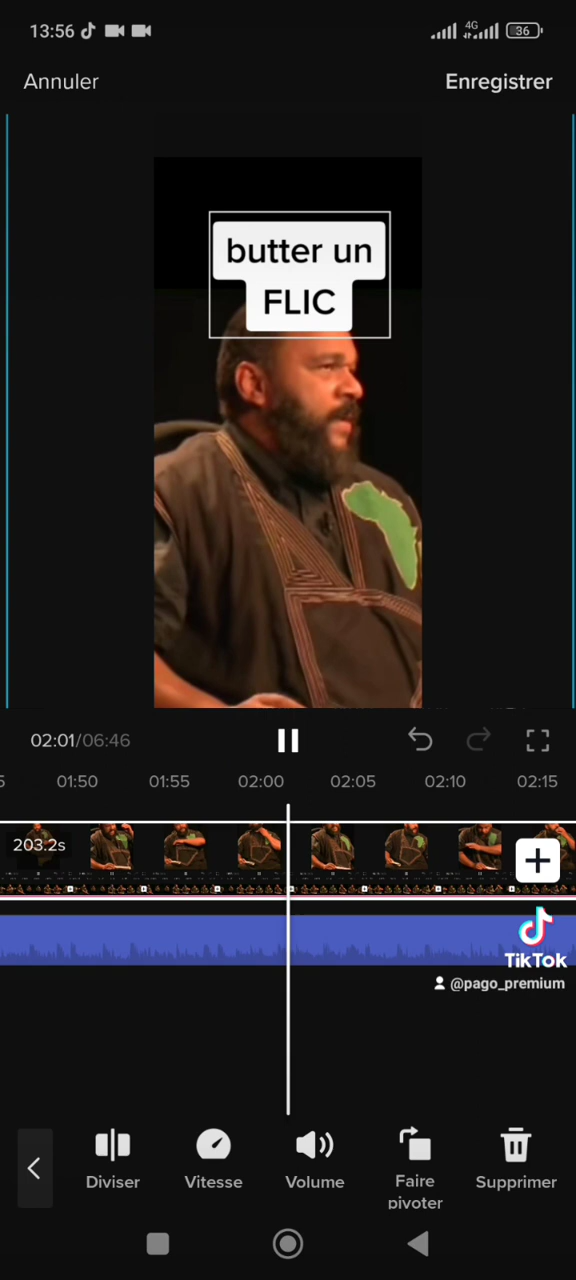 13:56
4G
36
Annuler
Enregistrer
butter un
FLIC
02:01/06:46
01:50
01:55
02:00
02:05
02:10
02:15
203.2s
TikTok
@pago_premium
Diviser
Vitesse
Volume
Faire
pivoter
Supprimer